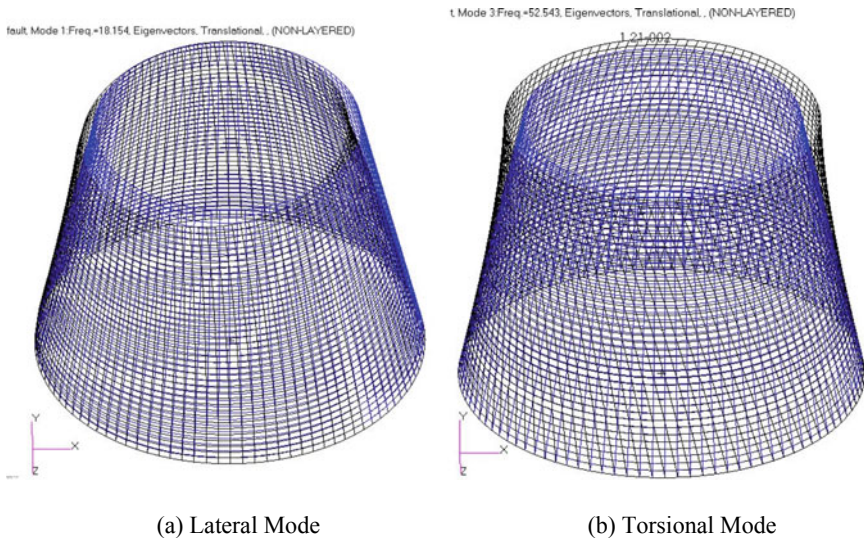 fault, Mode 1:Freq.=18.154, Eigenvectors, Translational, , (NON-LAYERED)
t, Mode 3:Freq.=52.543, Eigenvectors, Translational, , (NON-LAYERED)
1.21-002
Y
X
Z
Y
X
Z
(a) Lateral Mode
(b) Torsional Mode